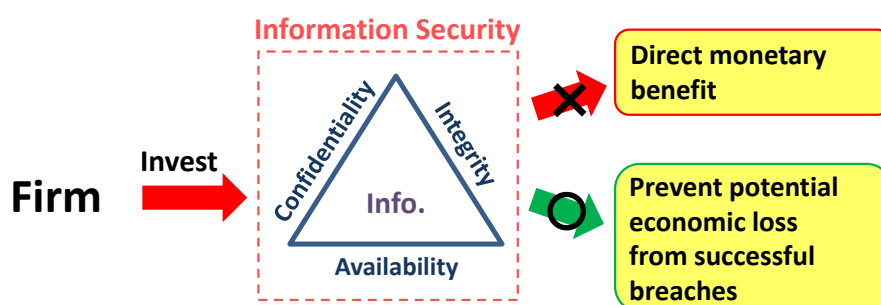 Information Security
Direct monetary
benefit
Invest
Firm
Confidentiality
Integrity
Info.
Availability
Prevent potential
economic loss
from successful
breaches